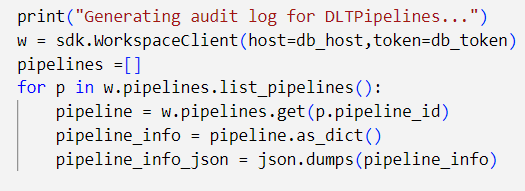 print("Generating audit log for DLTPipelines...")
w = sdk.WorkspaceClient(host=db_host,token=db_token)
pipelines =[]
for p in w.pipelines.list_pipelines():
    pipeline = w.pipelines.get(p.pipeline_id)
    pipeline_info = pipeline.as_dict()
    pipeline_info_json = json.dumps(pipeline_info)